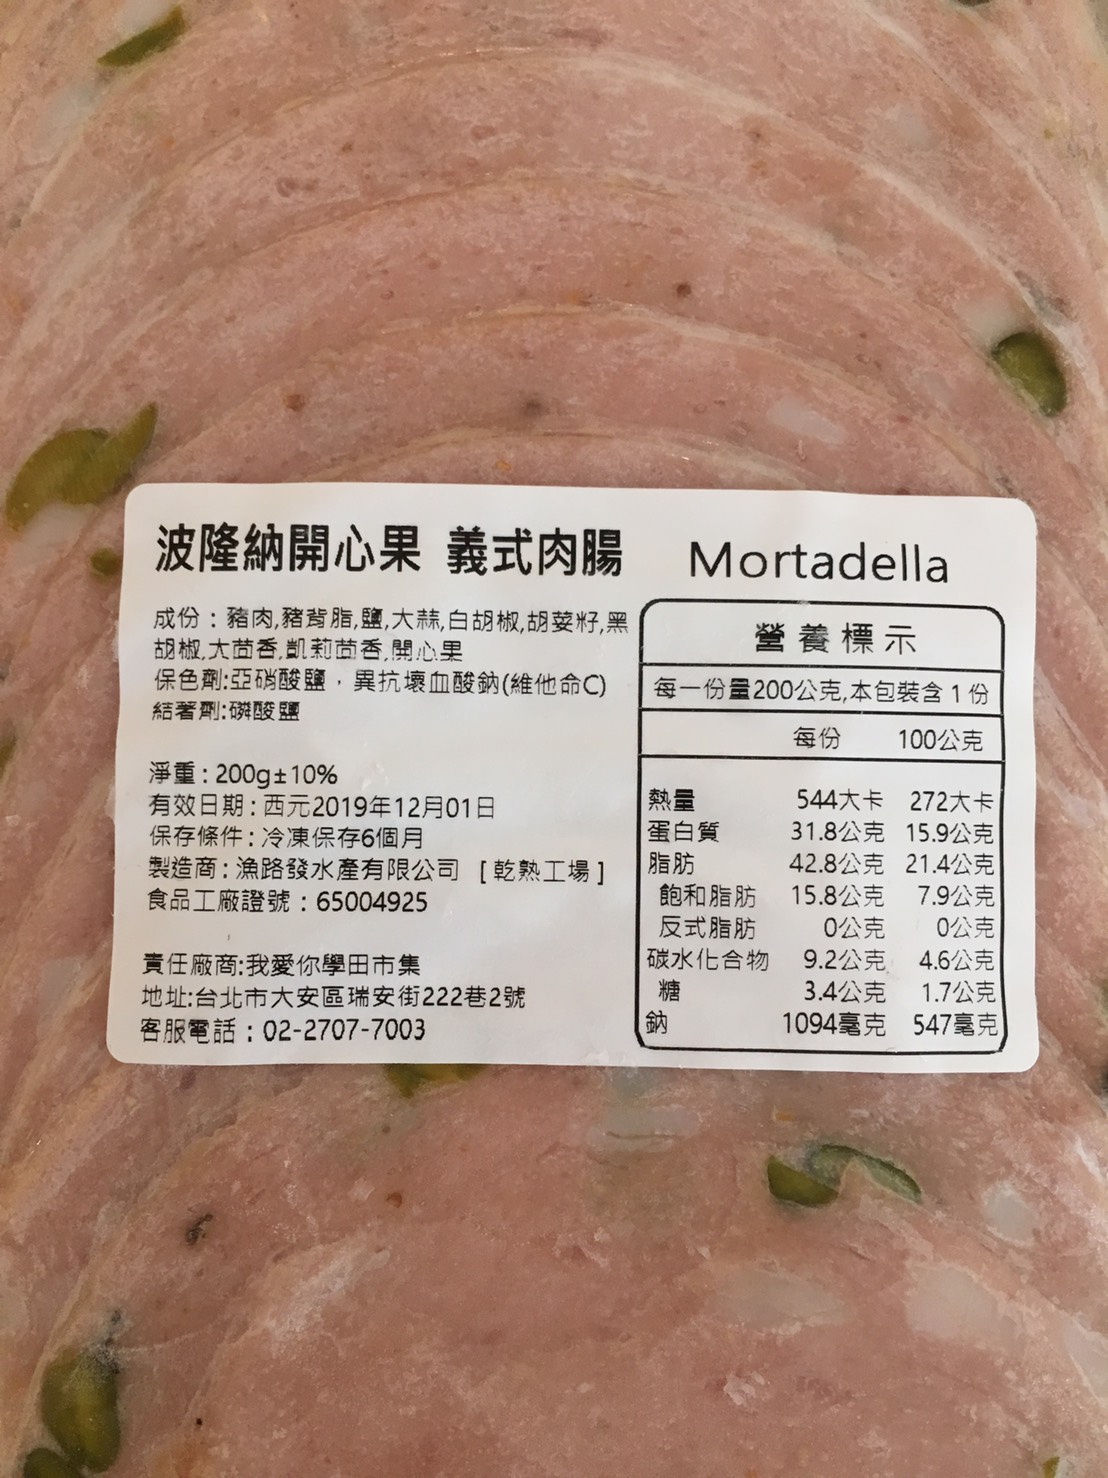 波隆納開心果 義式肉腸 Mortadella
成份：豬肉,豬背脂,鹽,大蒜,白胡椒,胡荽籽,黑
胡椒,大茴香,凱莉茴香,開心果
保色劑:亞硝酸鹽，異抗壞血酸鈉(維他命C)
結著劑:磷酸鹽
淨重：200g±10%
有效日期：西元2019年12月01日
保存條件：冷凍保存6個月
製造商：漁路發水產有限公司 [乾熟工場]
食品工廠證號：65004925
責任廠商:我愛你學田市集
地址:台北市大安區瑞安街222巷2號
客服電話：02-2707-7003
營養標示
每一份量200公克,本包裝含 1 份
每份 100公克
熱量 544大卡 272大卡
蛋白質 31.8公克 15.9公克
脂肪 42.8公克 21.4公克
飽和脂肪 15.8公克 7.9公克
反式脂肪 0公克 0公克
碳水化合物 9.2公克 4.6公克
糖 3.4公克 1.7公克
鈉 1094毫克 547毫克